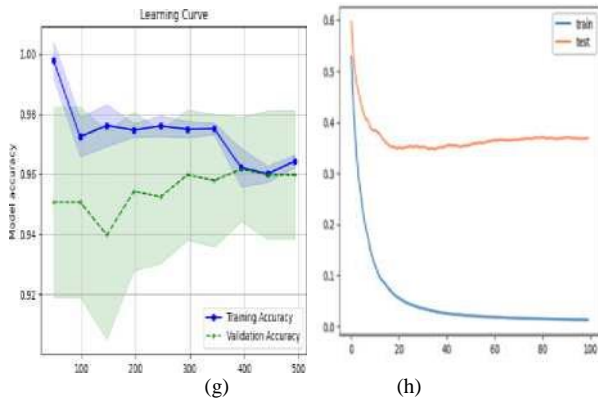 Learning Curve
Model accuracy
1.00
0.98
0.96
0.94
0.92
100 200 300 400 500
Training Accuracy
Validation Accuracy
(g)
0.6
0.5
0.4
0.3
0.2
0.1
0.0
0 20 40 60 80 100
train
test
(h)